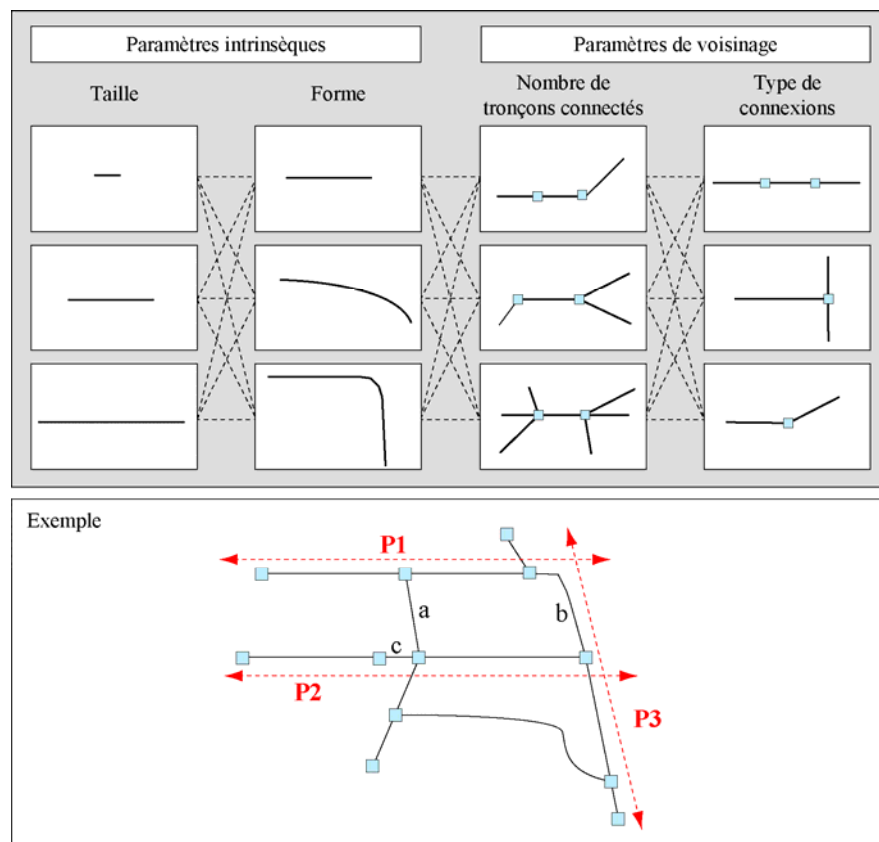 Paramètres intrinsèques
Paramètres de voisinage
Taille
Forme
Nombre de
tronçons connectés
Type de
connexions
Exemple
P1
a
b
c
P2
P3